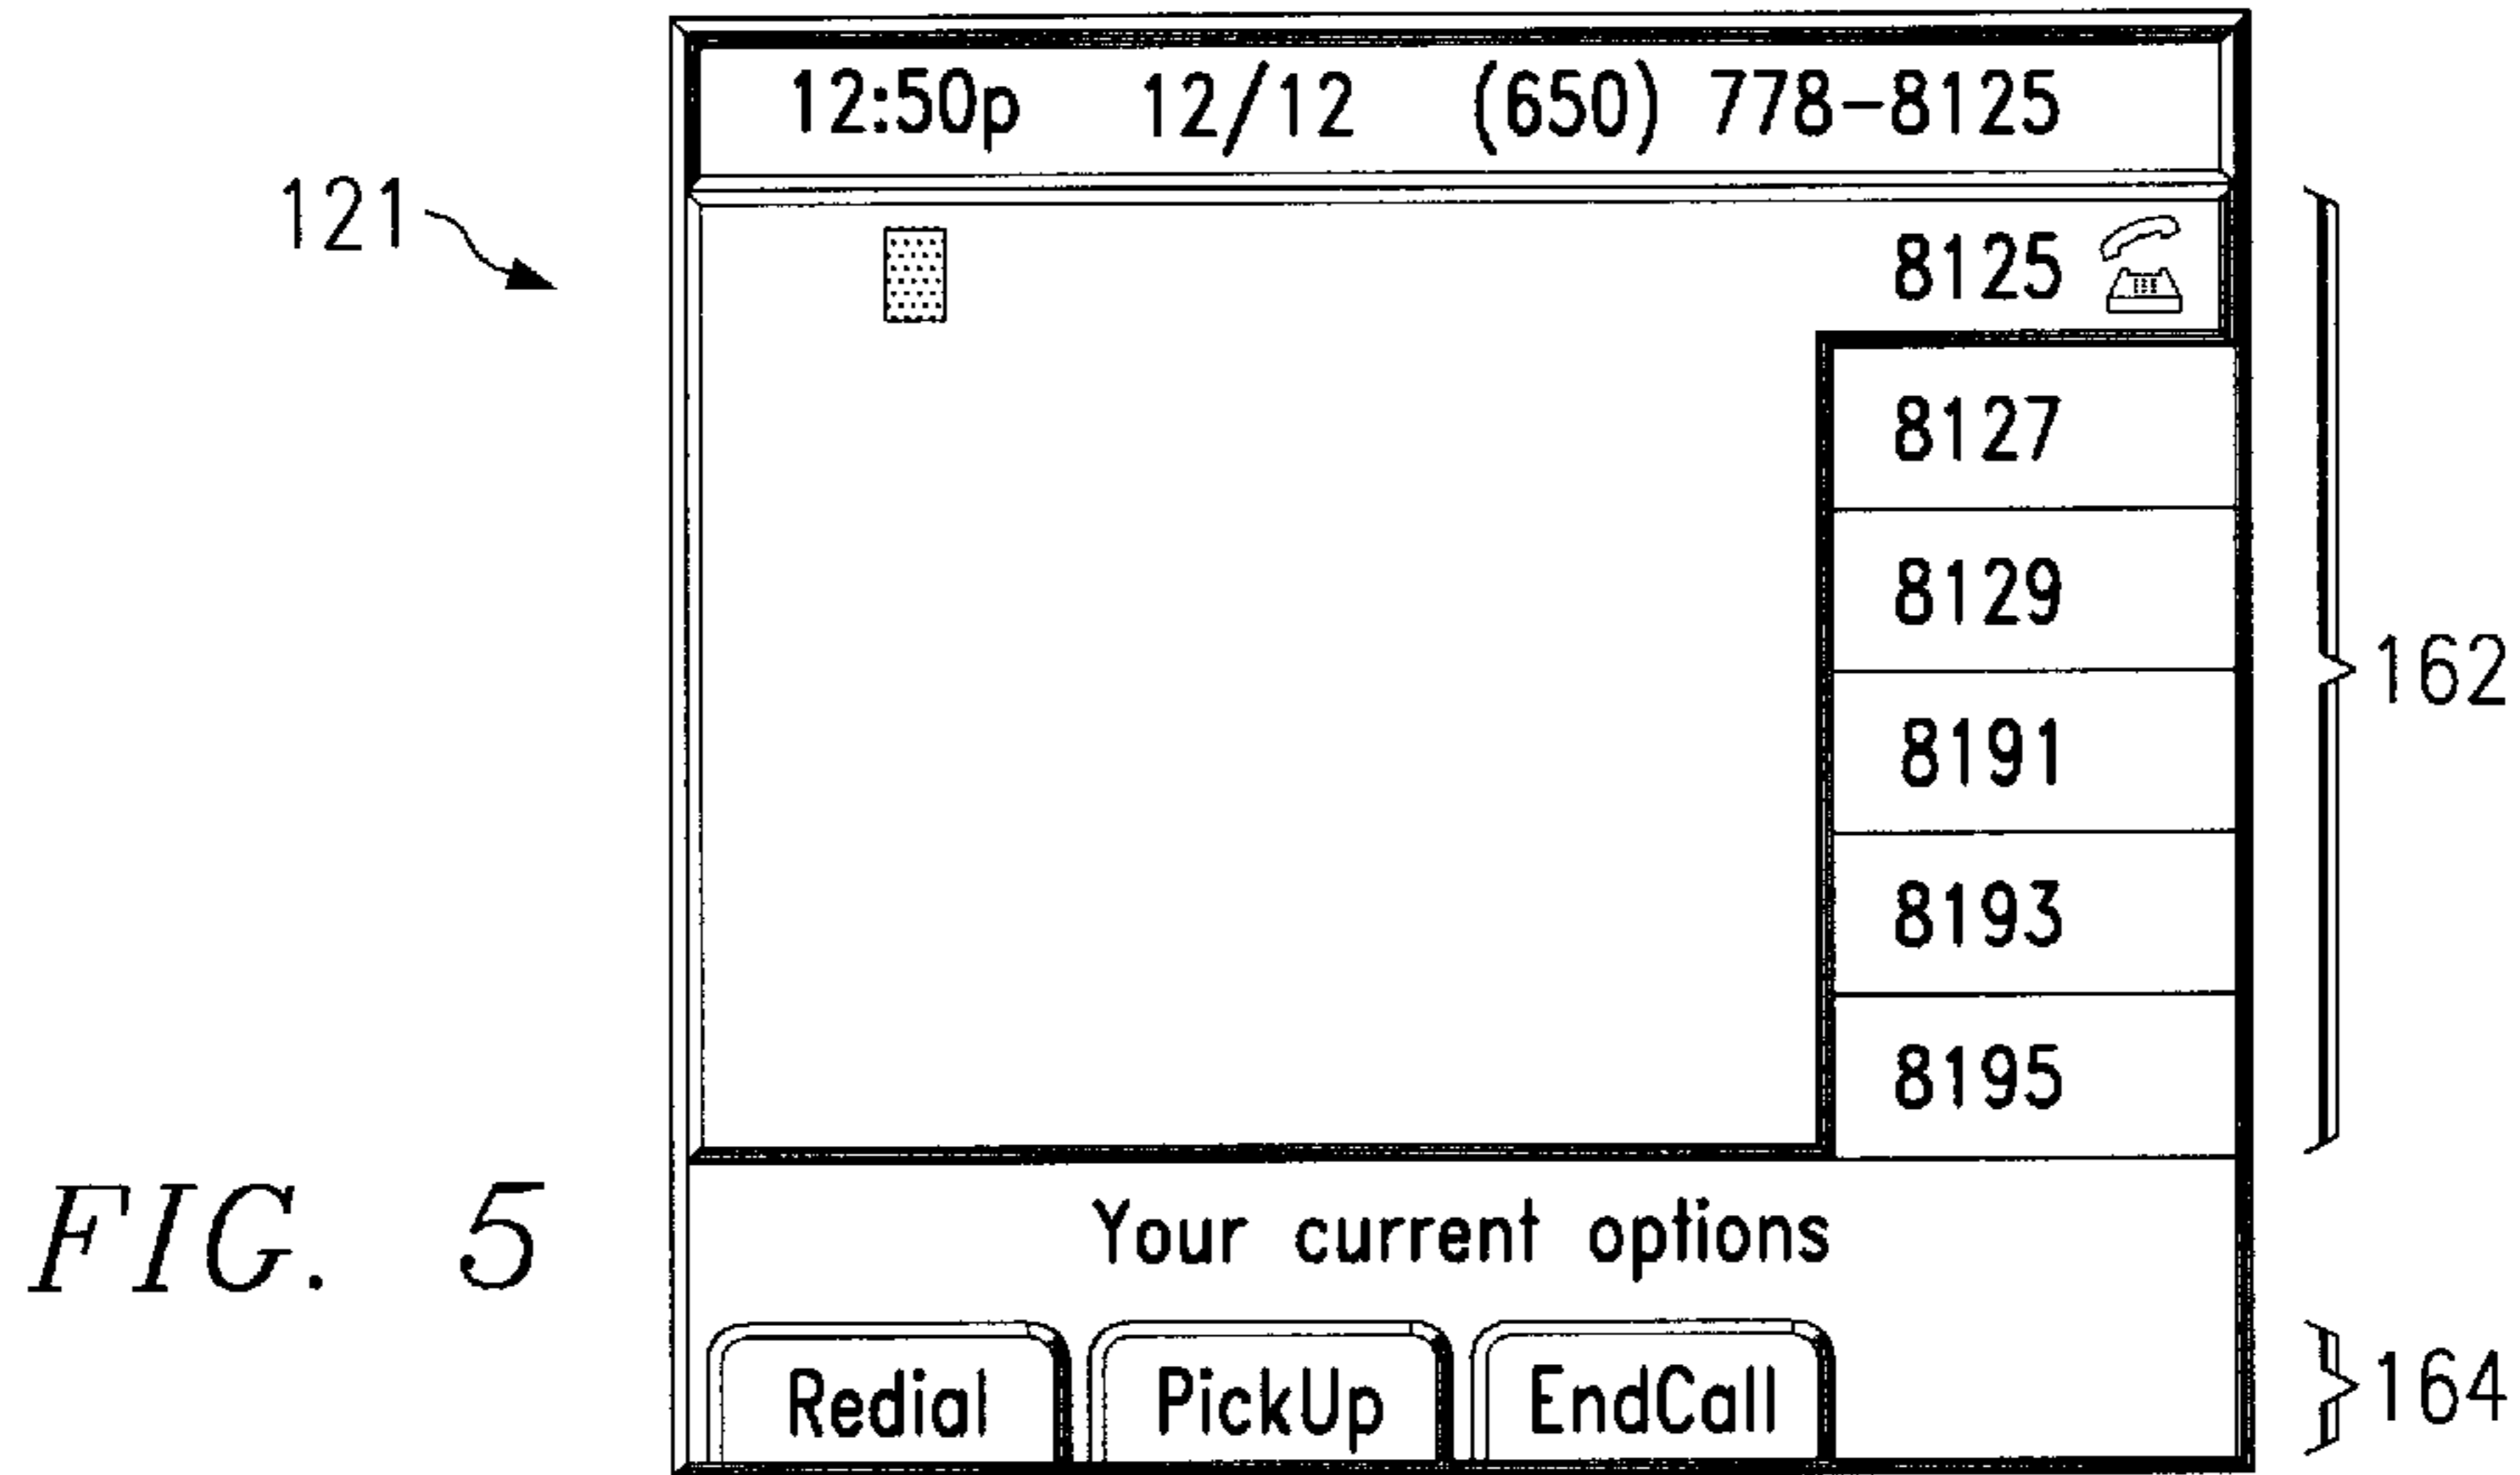 12:50p 12/12 (650) 778-8125
121
8125
8127
8129
162
8191
8193
8195
FIG. 5
Your current options
Redial PickUp EndCall
164